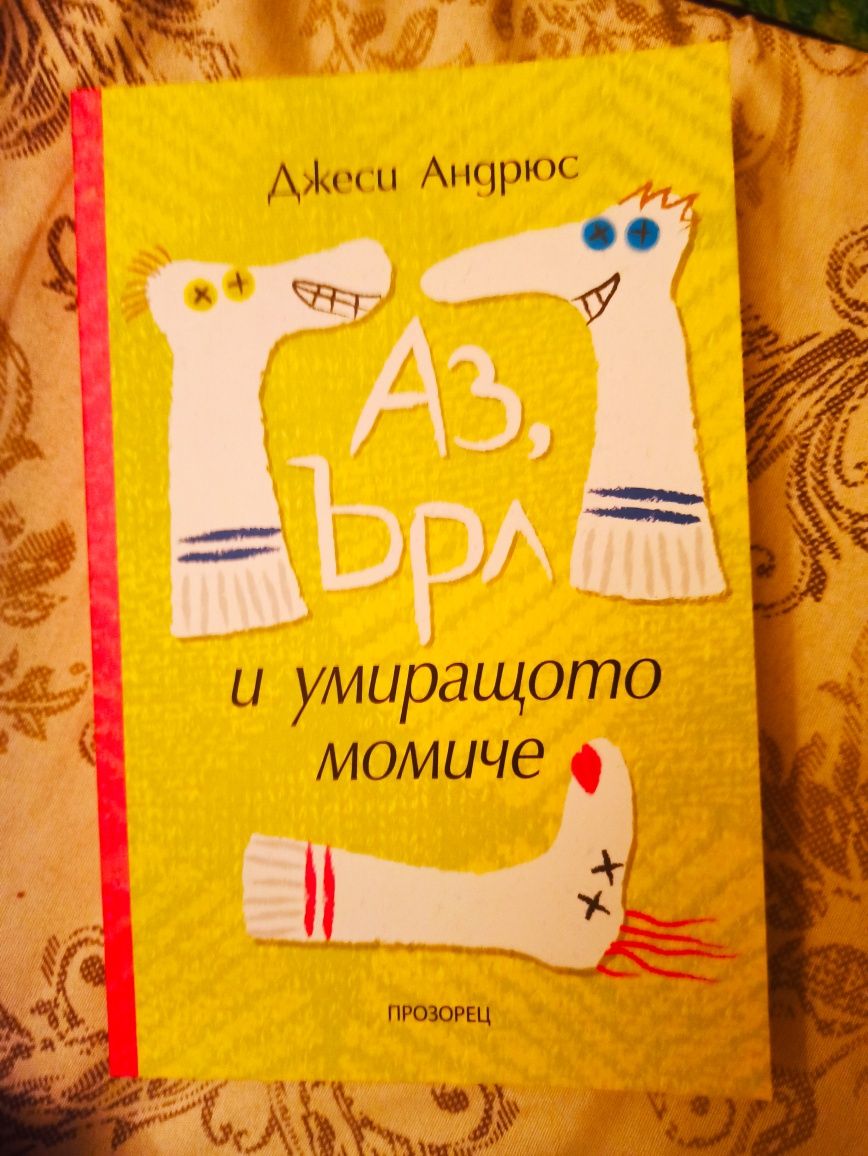 Джеси Андрюс
Аз,
Ърл
и умиращото
момиче
ПРОЗОРЕЦ